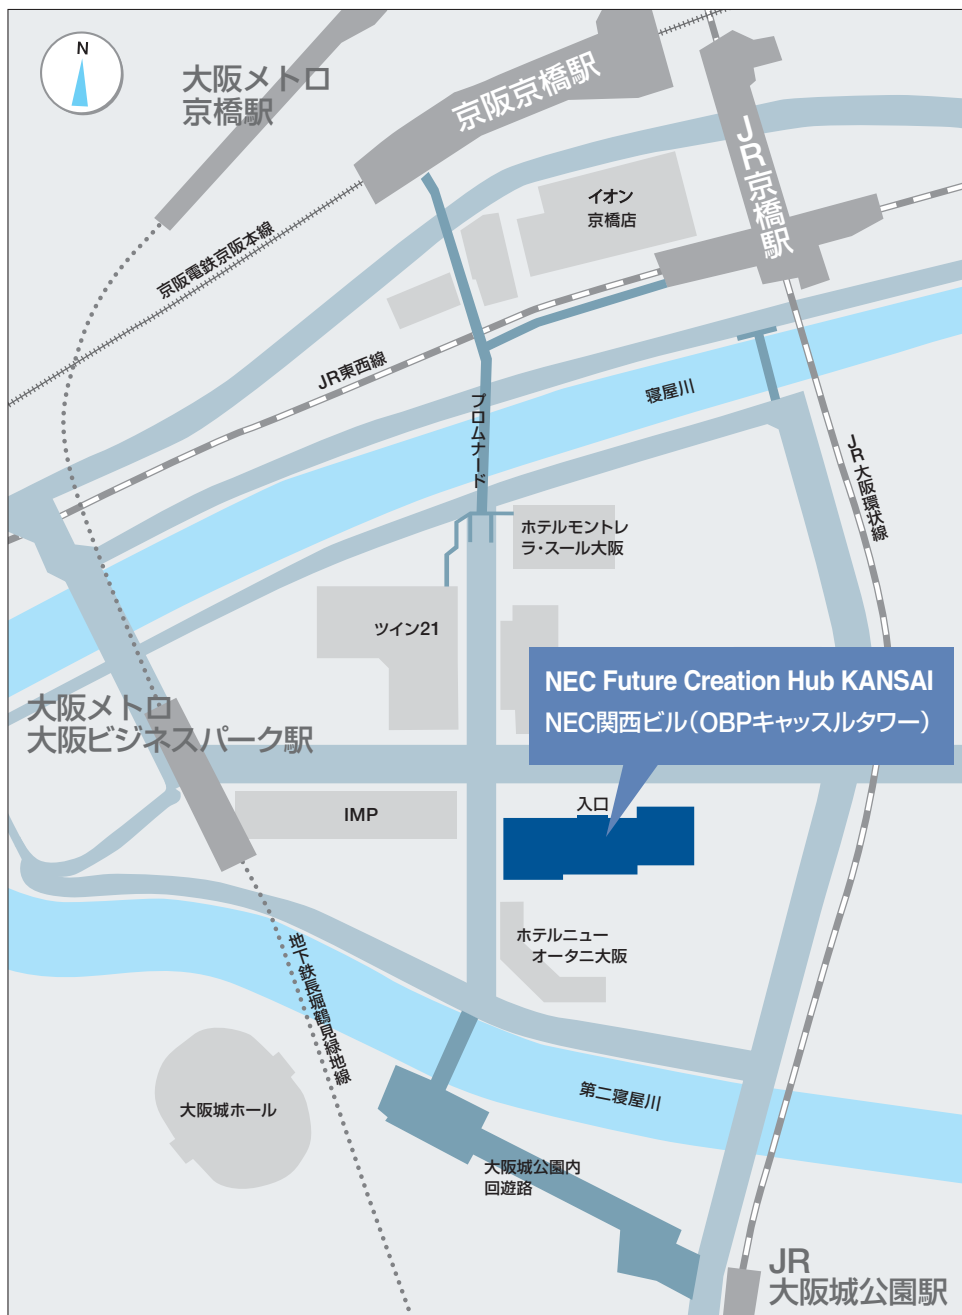 N
大阪メトロ
京橋駅
京阪京橋駅
JR京橋駅
イオン
京橋店
京阪電鉄京阪本線
JR東西線
プロムナード
寝屋川
JR大阪環状線
ホテルモントレ
ラ・スール大阪
ツイン21
NEC Future Creation Hub KANSAI
NEC関西ビル(OBPキャッスルタワー)
大阪メトロ
大阪ビジネスパーク駅
IMP
入口
ホテルニュー
オータニ大阪
地下鉄長堀鶴見緑地線
大阪城ホール
第二寝屋川
大阪城公園内
回遊路
JR
大阪城公園駅